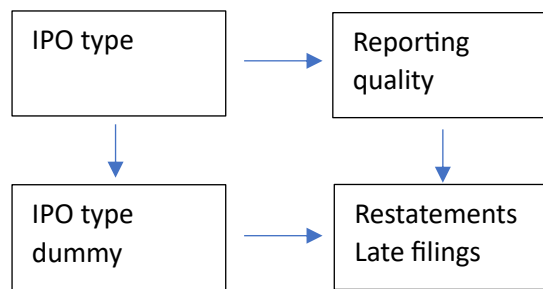 IPO type
Reporting
quality
IPO type
dummy
Restatements
Late filings